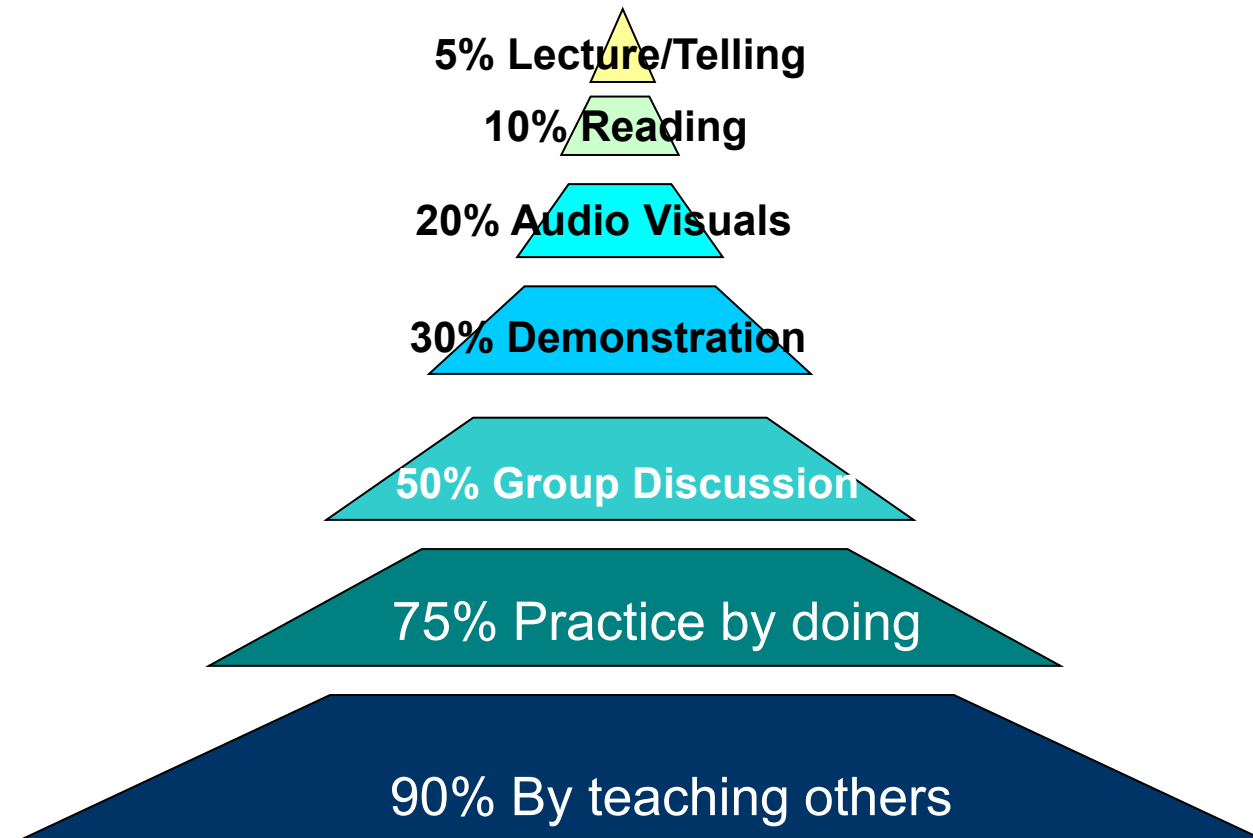 5% Lecture/Telling
10% Reading
20% Audio Visuals
30% Demonstration
50% Group Discussion
75% Practice by doing
90% By teaching others